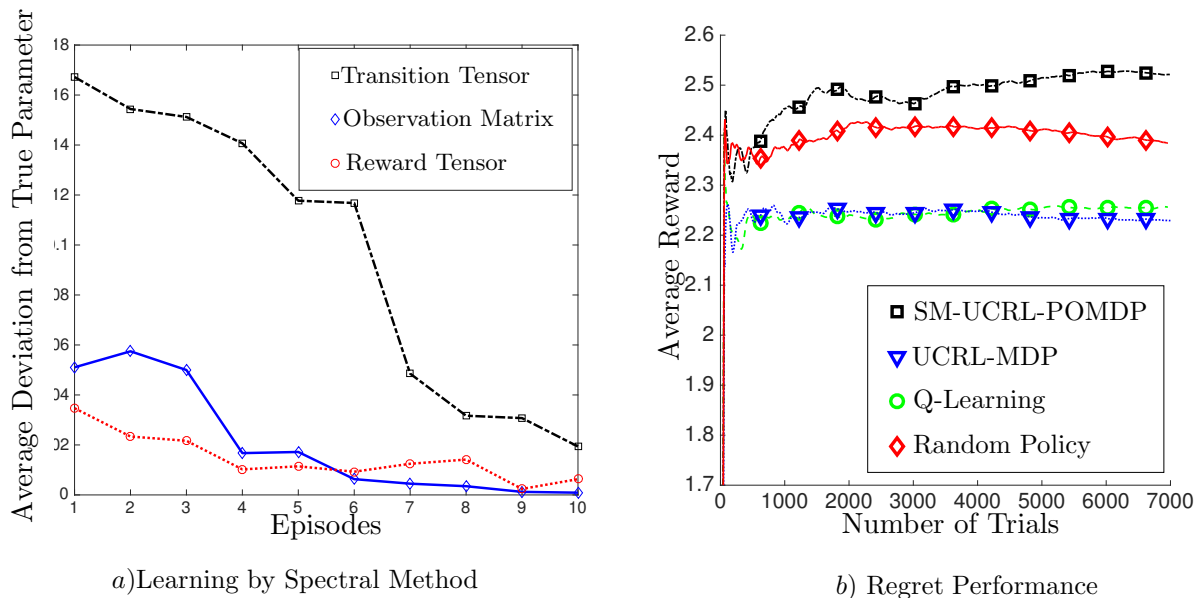 Average Deviation from True Parameter
18
16
14
12
0.1
08
06
04
02
0
1 2 3 4 5 6 7 8 9 10
Episodes
Transition Tensor
Observation Matrix
Reward Tensor
a)Learning by Spectral Method
Average Reward
2.6
2.5
2.4
2.3
2.2
2.1
2
1.9
1.8
1.7
0 1000 2000 3000 4000 5000 6000 7000
Number of Trials
SM-UCRL-POMDP
UCRL-MDP
Q-Learning
Random Policy
b) Regret Performance